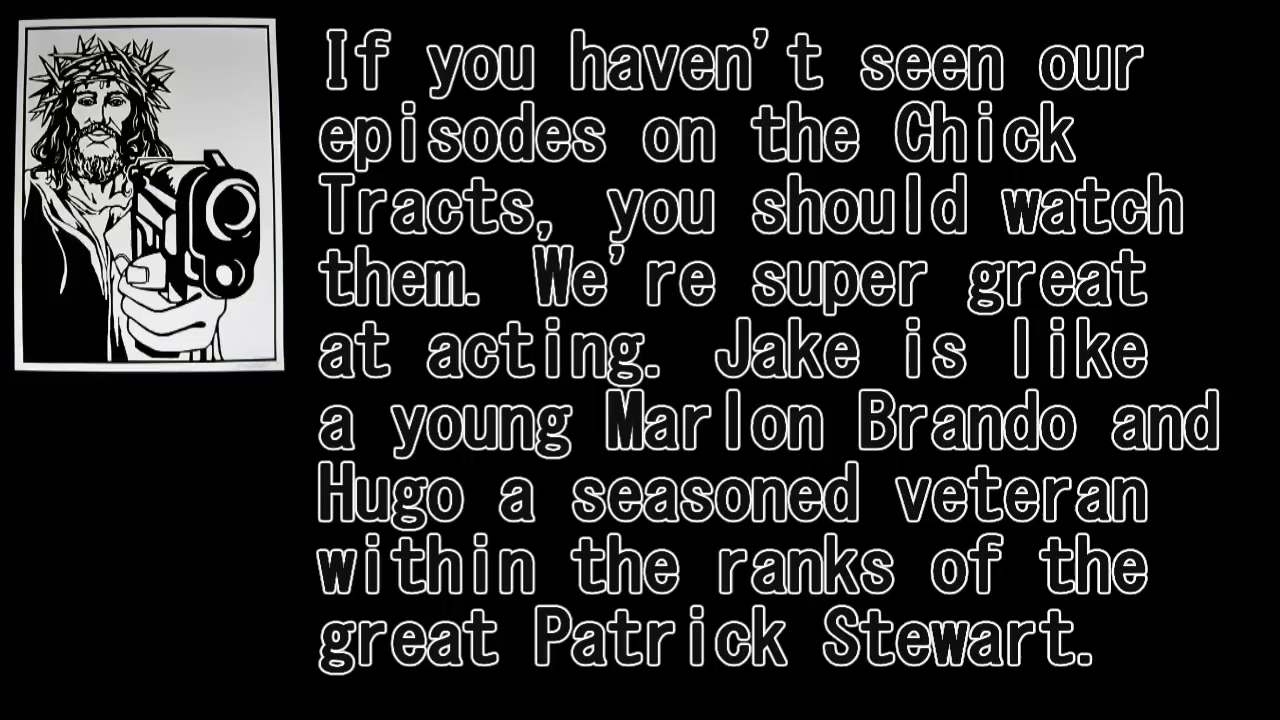 If you haven't seen our
episodes on the Chick
Tracts, you should watch
them. We're super great
at acting. Jake is like
a young Marlon Brando and
Hugo a seasoned veteran
within the ranks of the
great Patrick Stewart.